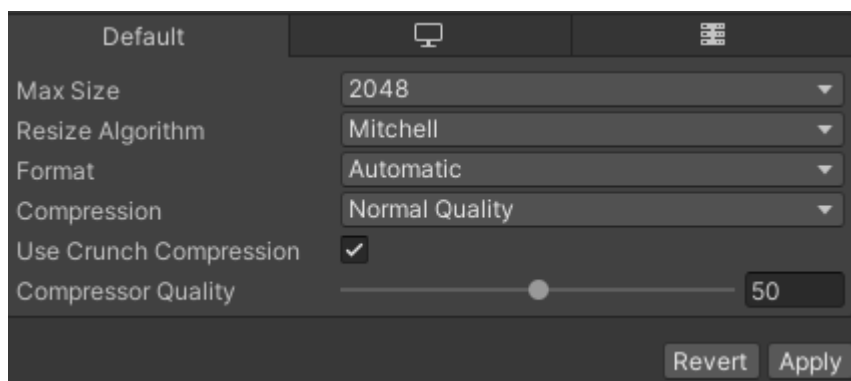 Default
Max Size 2048
Resize Algorithm Mitchell
Format Automatic
Compression Normal Quality
Use Crunch Compression
Compressor Quality 50
Revert Apply